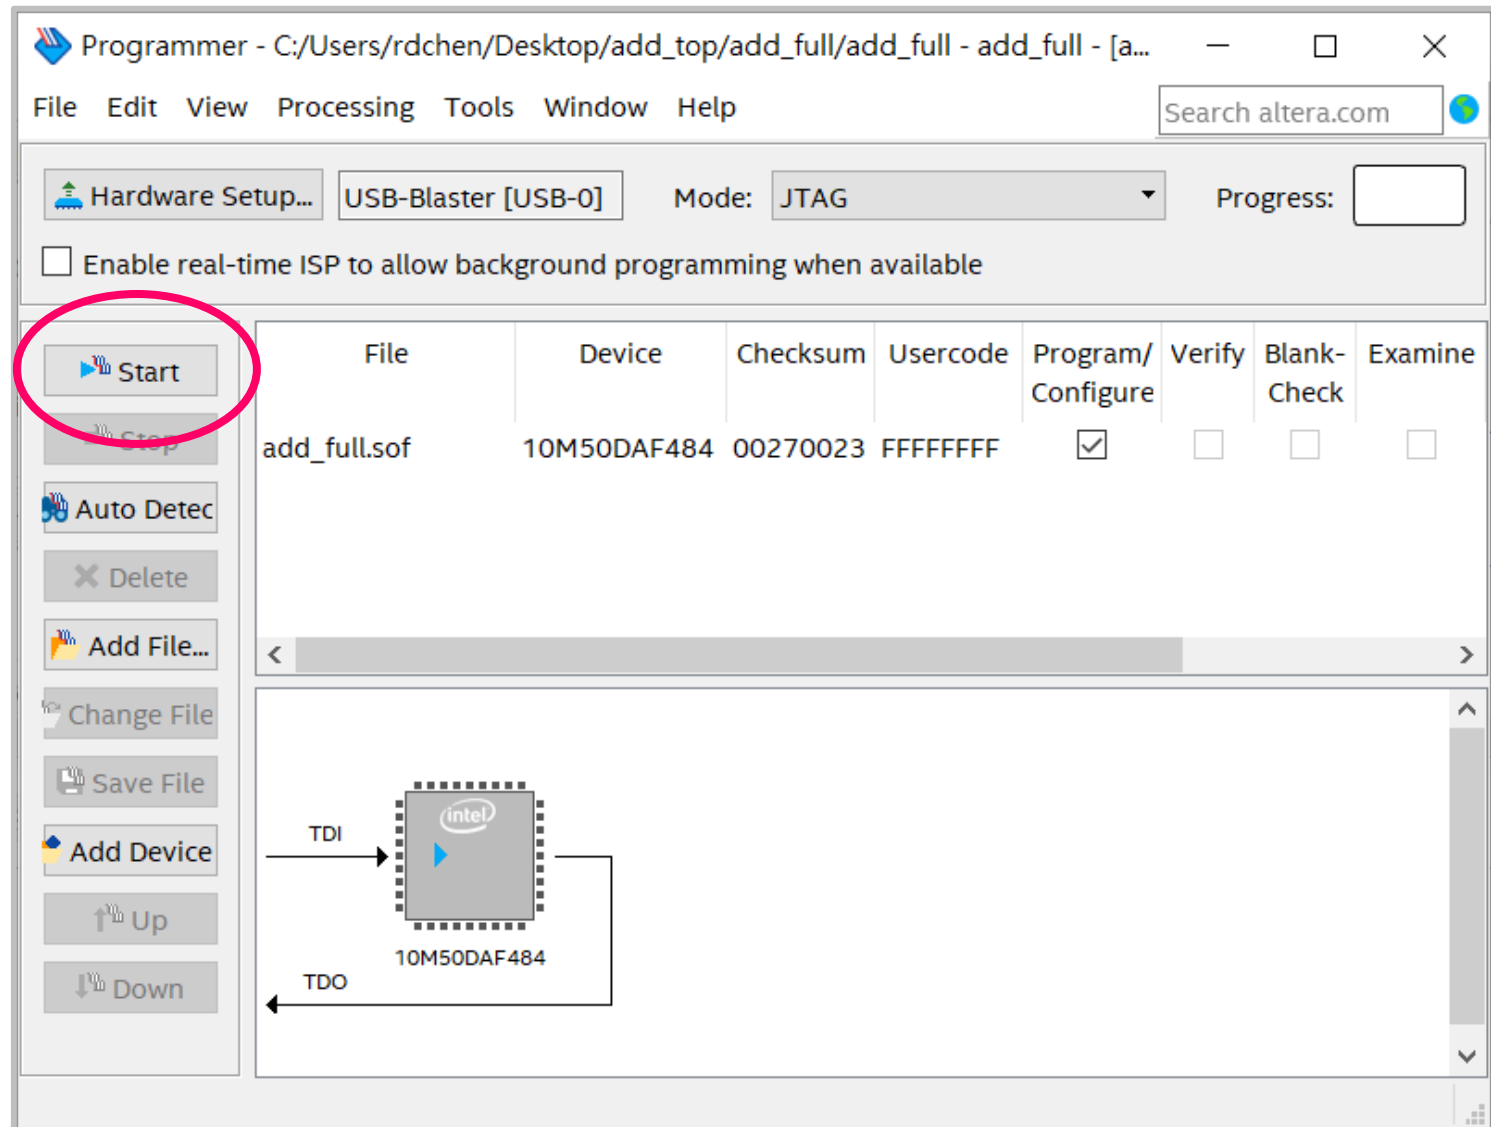 Programmer - C:/Users/rdchen/Desktop/add_top/add_full/add_full - add_full - [a...
File Edit View Processing Tools Window Help Search altera.com
Hardware Setup... USB-Blaster [USB-0] Mode: JTAG Progress:
Enable real-time ISP to allow background programming when available
Start
Stop
Auto Detec
Delete
Add File...
Change File
Save File
Add Device
Up
Down
File Device Checksum Usercode Program/ Verify Blank- Examine
Configure Check
add_full.sof 10M50DAF484 00270023 FFFFFFFF
intel
TDI
10M50DAF484
TDO